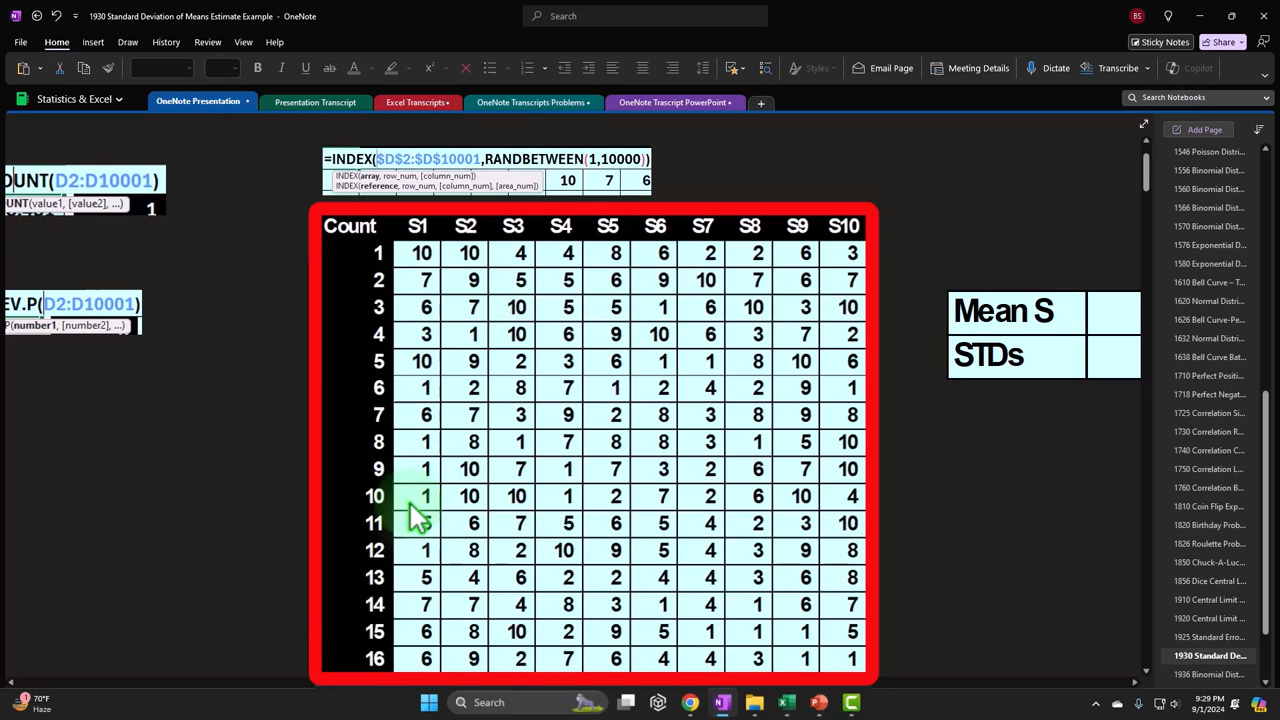 1930 Standard Deviation of Means Estimate Example - OneNote
Search
BS
File Home Insert Draw History Review View Help
Sticky Notes
Share
Styles
Email Page
Meeting Details
Dictate
Transcribe
Copilot
Statistics & Excel
OneNote Presentation
Presentation Transcript
Excel Transcripts
OneNote Transcripts Problems
OneNote Trascript PowerPoint
Search Notebooks
Add Page
=INDEX($D$2:$D$10001,RANDBETWEEN(1,10000))
INDEX(array, row_num, [column_num])
INDEX(reference, row_num, [column_num], [area_num])
10 7 6
OUNT(D2:D10001)
UNT(value1, [value2], ...)
1
EV.P(D2:D10001)
P(number1, [number2], ...)
Count S1 S2 S3 S4 S5 S6 S7 S8 S9 S10
1 10 10 4 4 8 6 2 2 6 3
2 7 9 5 5 6 9 10 7 6 7
3 6 7 10 5 5 1 6 10 3 10
4 3 1 10 6 9 10 6 3 7 2
5 10 9 2 3 6 1 1 8 10 6
6 1 2 8 7 1 2 4 2 9 1
7 6 7 3 9 2 8 3 8 9 8
8 1 8 1 7 8 8 3 1 5 10
9 1 10 7 1 7 3 2 6 7 10
10 1 10 10 1 2 7 2 6 10 4
11 6 7 5 6 5 4 2 3 10
12 1 8 2 10 9 5 4 3 9 8
13 5 4 6 2 2 4 4 3 6 8
14 7 7 4 8 3 1 4 1 6 7
15 6 8 10 2 9 5 1 1 1 5
16 6 9 2 7 6 4 4 3 1 1
Mean S
STDs
1546 Poisson Distri...
1556 Binomial Distr...
1560 Binomial Distr...
1566 Binomial Distr...
1570 Binomial Distr...
1576 Exponential D...
1580 Exponential D...
1610 Bell Curve – T...
1620 Normal Distri...
1626 Bell Curve-Pe...
1632 Normal Distri...
1638 Bell Curve Bat...
1710 Perfect Positi...
1718 Perfect Negat...
1725 Correlation Si...
1730 Correlation R...
1740 Correlation C...
1750 Correlation Lo...
1760 Correlation B...
1810 Coin Flip Exp...
1820 Birthday Prob...
1826 Roulette Prob...
1850 Chuck-A-Luc...
1856 Dice Central L...
1910 Central Limit ...
1920 Central Limit ...
1925 Standard Erro...
1930 Standard De...
1936 Binomial Dist...
70°F
Haze
Search
9:29 PM
9/1/2024